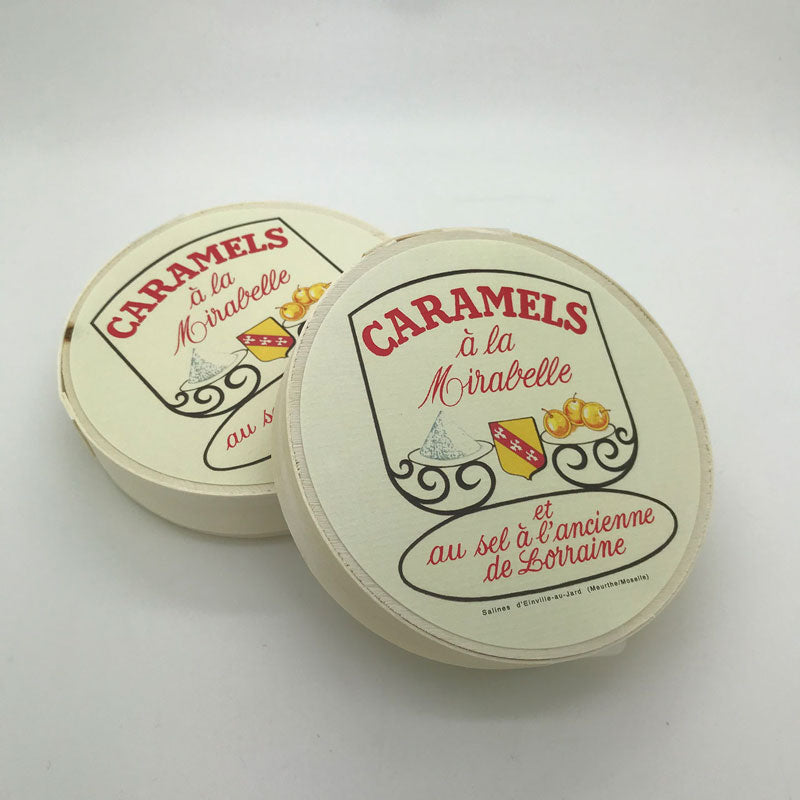 CARAMELS
à la
Mirabelle
au s
CARAMELS
à la
Mirabelle
et
au sel à l'ancienne
de Lorraine
Salines d'Einville-au-Jard (Meurthe/Moselle)